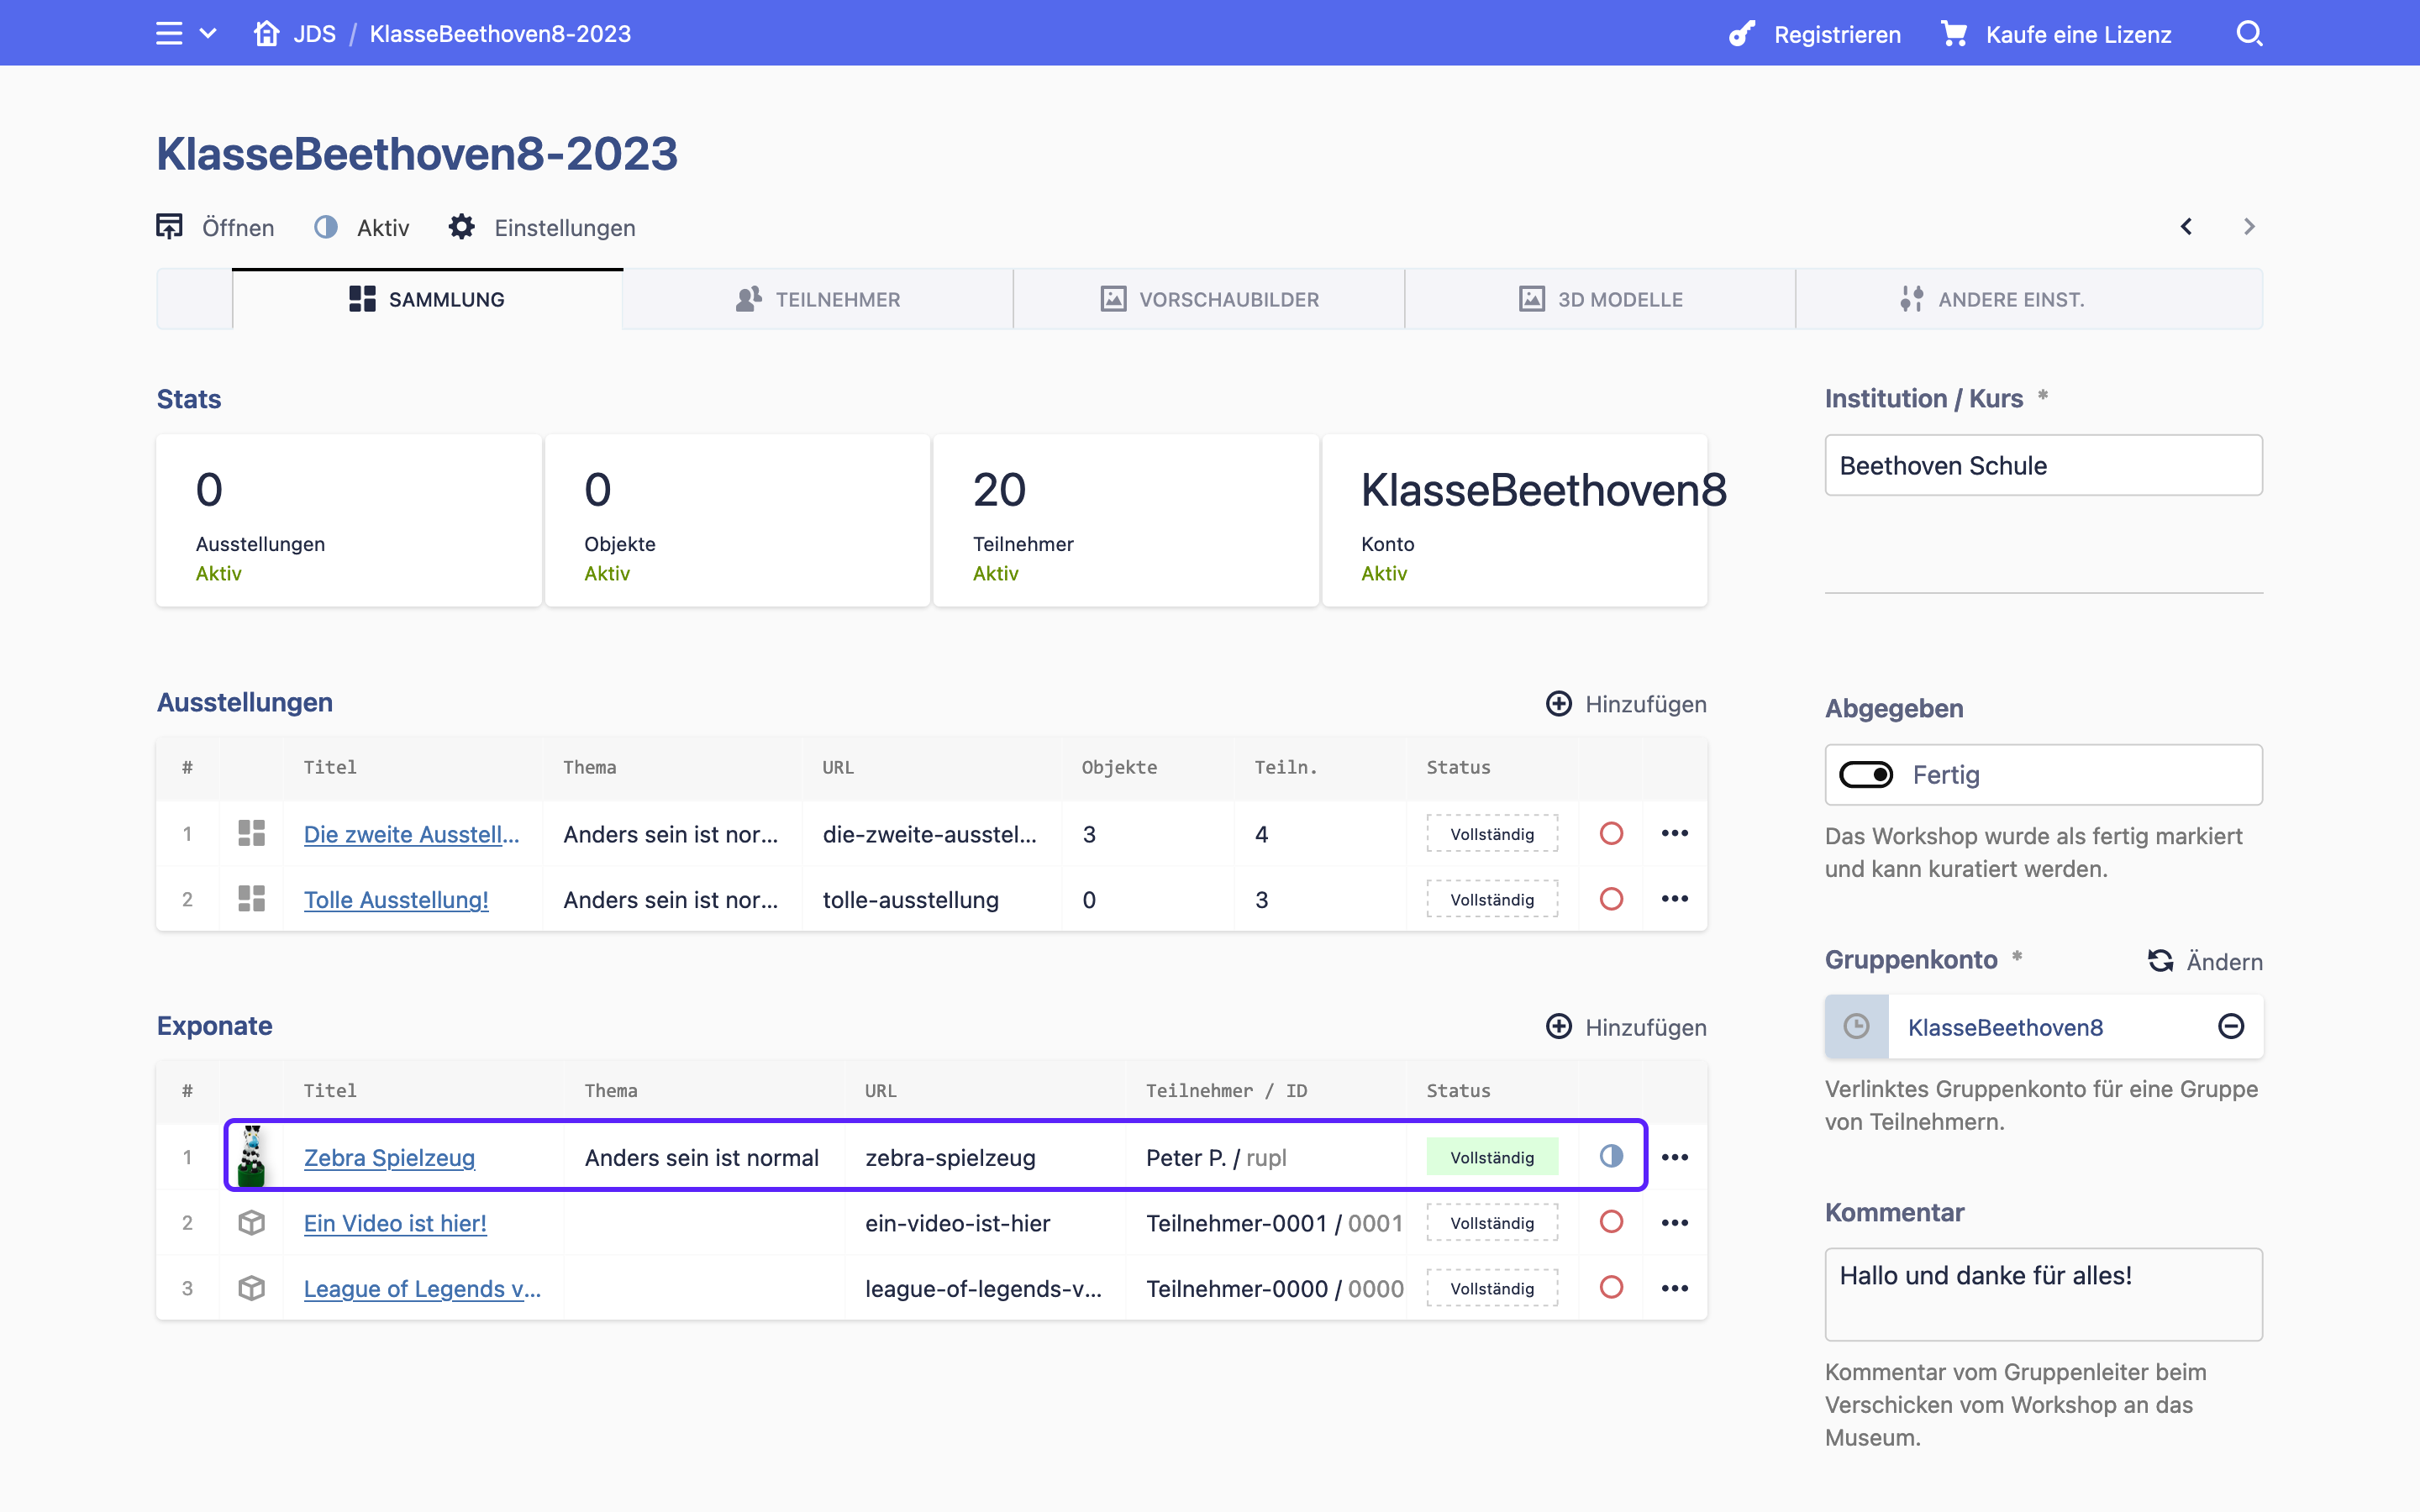 JDS / KlasseBeethoven8-2023
Registrieren
Kaufe eine Lizenz
KlasseBeethoven8-2023
Öffnen
Aktiv
Einstellungen
SAMMLUNG
TEILNEHMER
VORSCHAUBILDER
3D MODELLE
ANDERE EINST.
Stats
0
Ausstellungen
Aktiv
0
Objekte
Aktiv
20
Teilnehmer
Aktiv
KlasseBeethoven8
Konto
Aktiv
Ausstellungen
Hinzufügen
# Titel Thema URL Objekte Teiln. Status
1 Die zweite Ausstell... Anders sein ist nor... die-zweite-ausstel... 3 4 Vollständig
2 Tolle Ausstellung! Anders sein ist nor... tolle-ausstellung 0 3 Vollständig
Exponate
Hinzufügen
# Titel Thema URL Teilnehmer / ID Status
1 Zebra Spielzeug Anders sein ist normal zebra-spielzeug Peter P. / rupl Vollständig
2 Ein Video ist hier! ein-video-ist-hier Teilnehmer-0001 / 0001 Vollständig
3 League of Legends v... league-of-legends-v... Teilnehmer-0000 / 0000 Vollständig
Institution / Kurs *
Beethoven Schule
Abgegeben
Fertig
Das Workshop wurde als fertig markiert
und kann kuratiert werden.
Gruppenkonto *
Ändern
KlasseBeethoven8
Verlinktes Gruppenkonto für eine Gruppe
von Teilnehmern.
Kommentar
Hallo und danke für alles!
Kommentar vom Gruppenleiter beim
Verschicken vom Workshop an das
Museum.